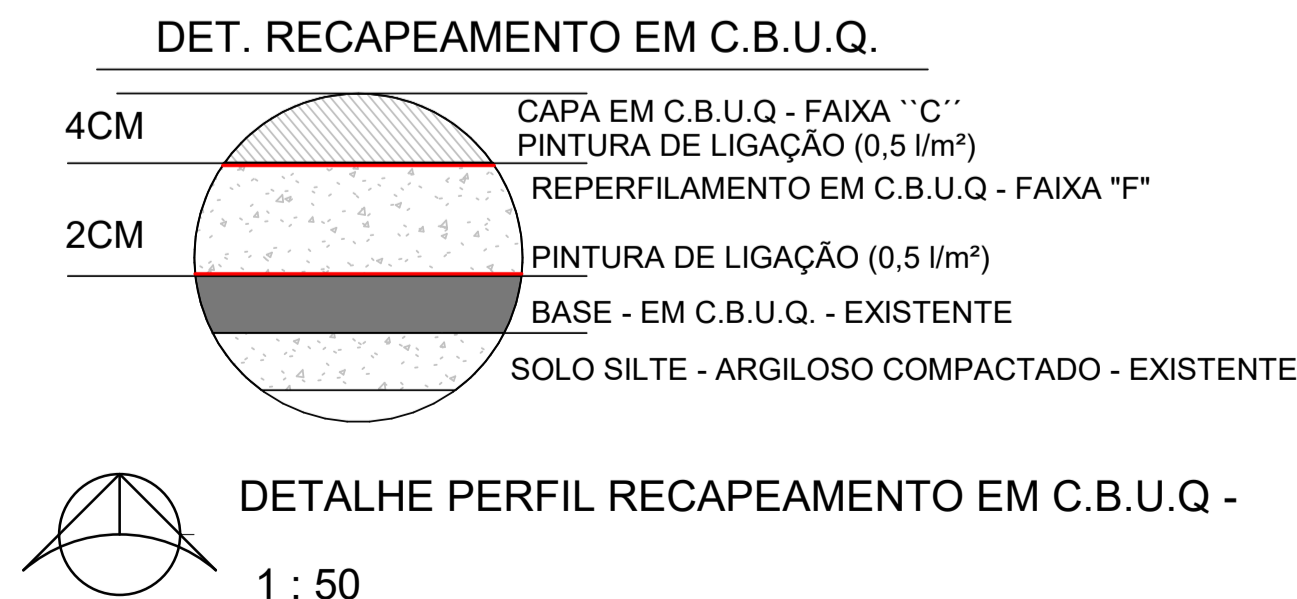 DET. RECAPEAMENTO EM C.B.U.Q.
4CM
CAPA EM C.B.U.Q - FAIXA ``C´´
PINTURA DE LIGAÇÃO (0,5 l/m²)
REPERFILAMENTO EM C.B.U.Q - FAIXA "F"
2CM
PINTURA DE LIGAÇÃO (0,5 l/m²)
BASE - EM C.B.U.Q. - EXISTENTE
SOLO SILTE - ARGILOSO COMPACTADO - EXISTENTE
DETALHE PERFIL RECAPEAMENTO EM C.B.U.Q -
1 : 50